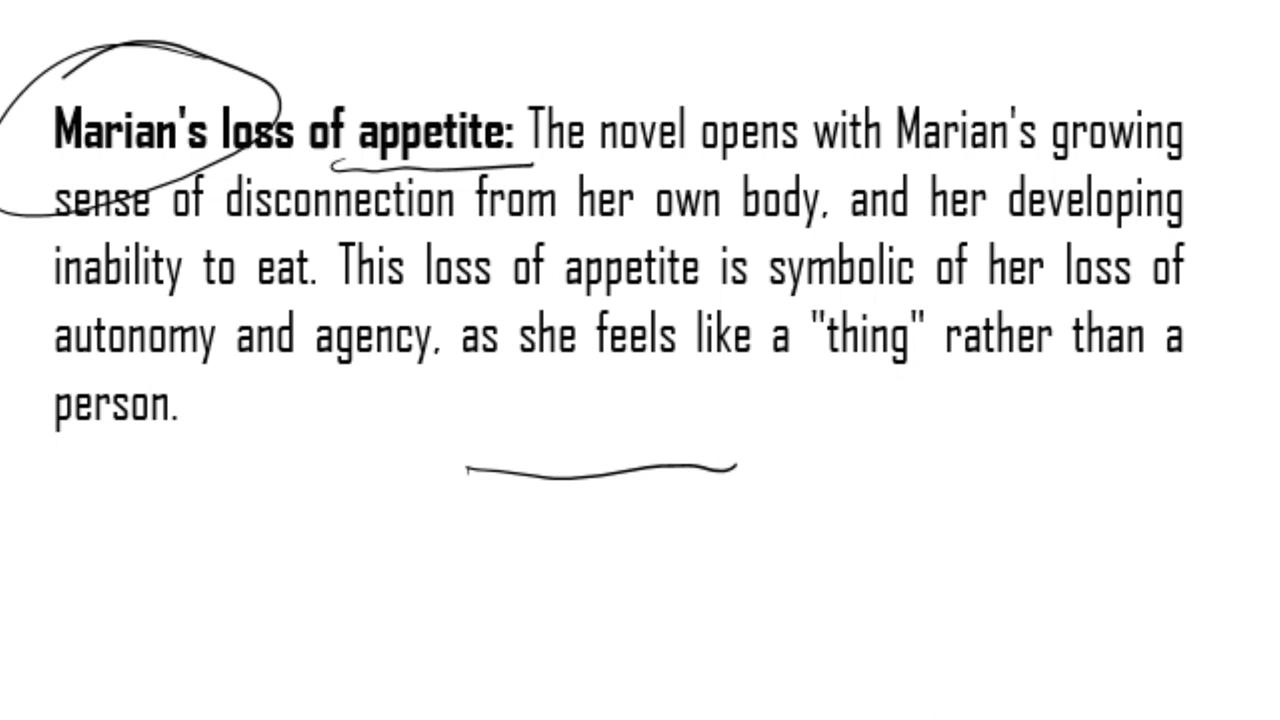 Marian's loss of appetite: The novel opens with Marian's growing
sense of disconnection from her own body, and her developing
inability to eat. This loss of appetite is symbolic of her loss of
autonomy and agency, as she feels like a "thing" rather than a
person.